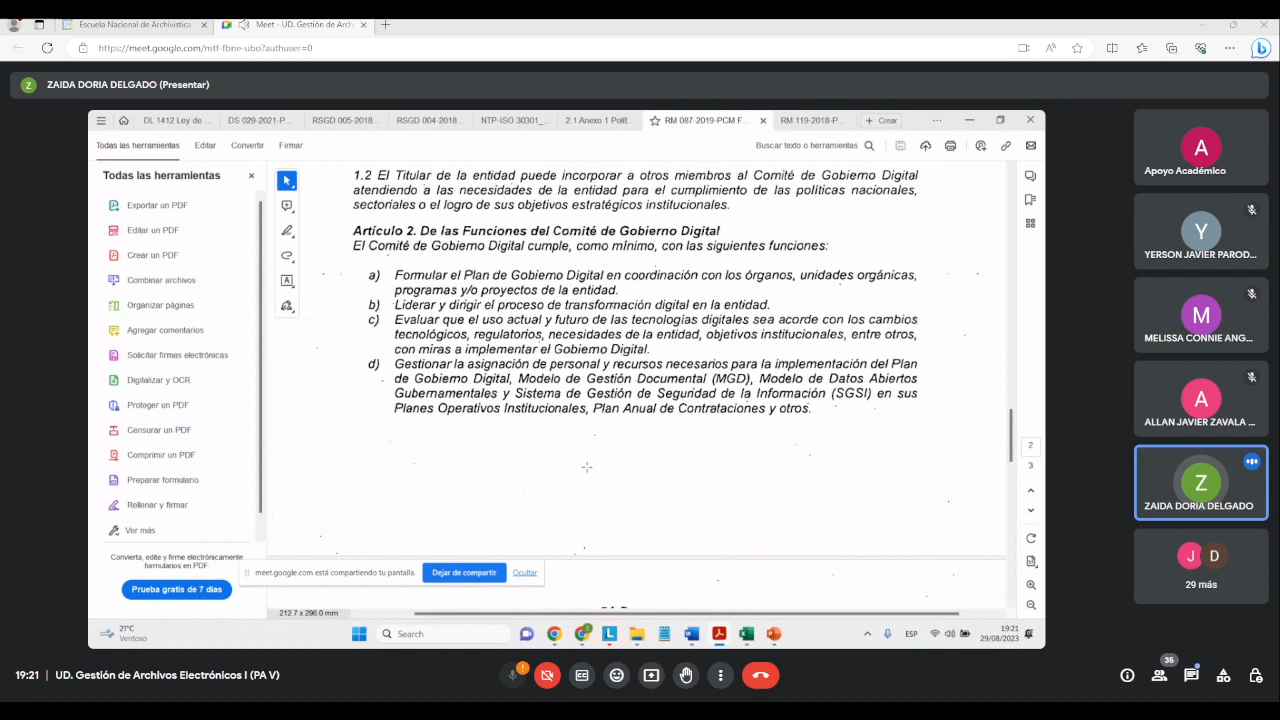 Escuela Nacional de Archivística
Meet - UD. Gestión de Arch
https://meet.google.com/mtf-fbne-ubo?authuser=0
Z ZAIDA DORIA DELGADO (Presentar)
DL 1412 Ley de
DS 029-2021-P...
RSGD 005-2018...
RSGD 004-2018...
NTP-ISO 30301_...
2.1 Anexo 1 Polít...
RM 087-2019-PCM F...
RM 119-2018-P...
Crear
Todas las herramientas
Editar
Convertir
Firmar
Buscar texto o herramientas
Todas las herramientas
Exportar un PDF
Editar un PDF
Crear un PDF
Combinar archivos
Organizar páginas
Agregar comentarios
Solicitar firmas electrónicas
Digitalizar y OCR
Proteger un PDF
Censurar un PDF
Comprimir un PDF
Preparar formulario
Rellenar y firmar
Ver más
Convierta, edite y firme electrónicamente
formularios en PDF.
Prueba gratis de 7 días
1.2 El Titular de la entidad puede incorporar a otros miembros al Comité de Gobierno Digital
atendiendo a las necesidades de la entidad para el cumplimiento de las políticas nacionales,
sectoriales o el logro de sus objetivos estratégicos institucionales.
Artículo 2. De las Funciones del Comité de Gobierno Digital
El Comité de Gobierno Digital cumple, como mínimo, con las siguientes funciones:
a) Formular el Plan de Gobierno Digital en coordinación con los órganos, unidades orgánicas,
programas y/o proyectos de la entidad.
b) Liderar y dirigir el proceso de transformación digital en la entidad.
c) Evaluar que el uso actual y futuro de las tecnologías digitales sea acorde con los cambios
tecnológicos, regulatorios, necesidades de la entidad, objetivos institucionales, entre otros,
con miras a implementar el Gobierno Digital.
d) Gestionar la asignación de personal y recursos necesarios para la implementación del Plan
de Gobierno Digital, Modelo de Gestión Documental (MGD), Modelo de Datos Abiertos
Gubernamentales y Sistema de Gestión de Seguridad de la Información (SGSI) en sus
Planes Operativos Institucionales, Plan Anual de Contrataciones y otros.
2
3
meet.google.com está compartiendo tu pantalla.
Dejar de compartir
Ocultar
212.7 x 296.0 mm
21°C
Ventoso
Search
ESP
19:21
29/08/2023
A
Apoyo Académico
Y
YERSON JAVIER PAROD...
M
MELISSA CONNIE ANG...
A
ALLAN JAVIER ZAVALA ...
Z
ZAIDA DORIA DELGADO
J D
29 más
19:21 | UD. Gestión de Archivos Electrónicos I (PA V)
35